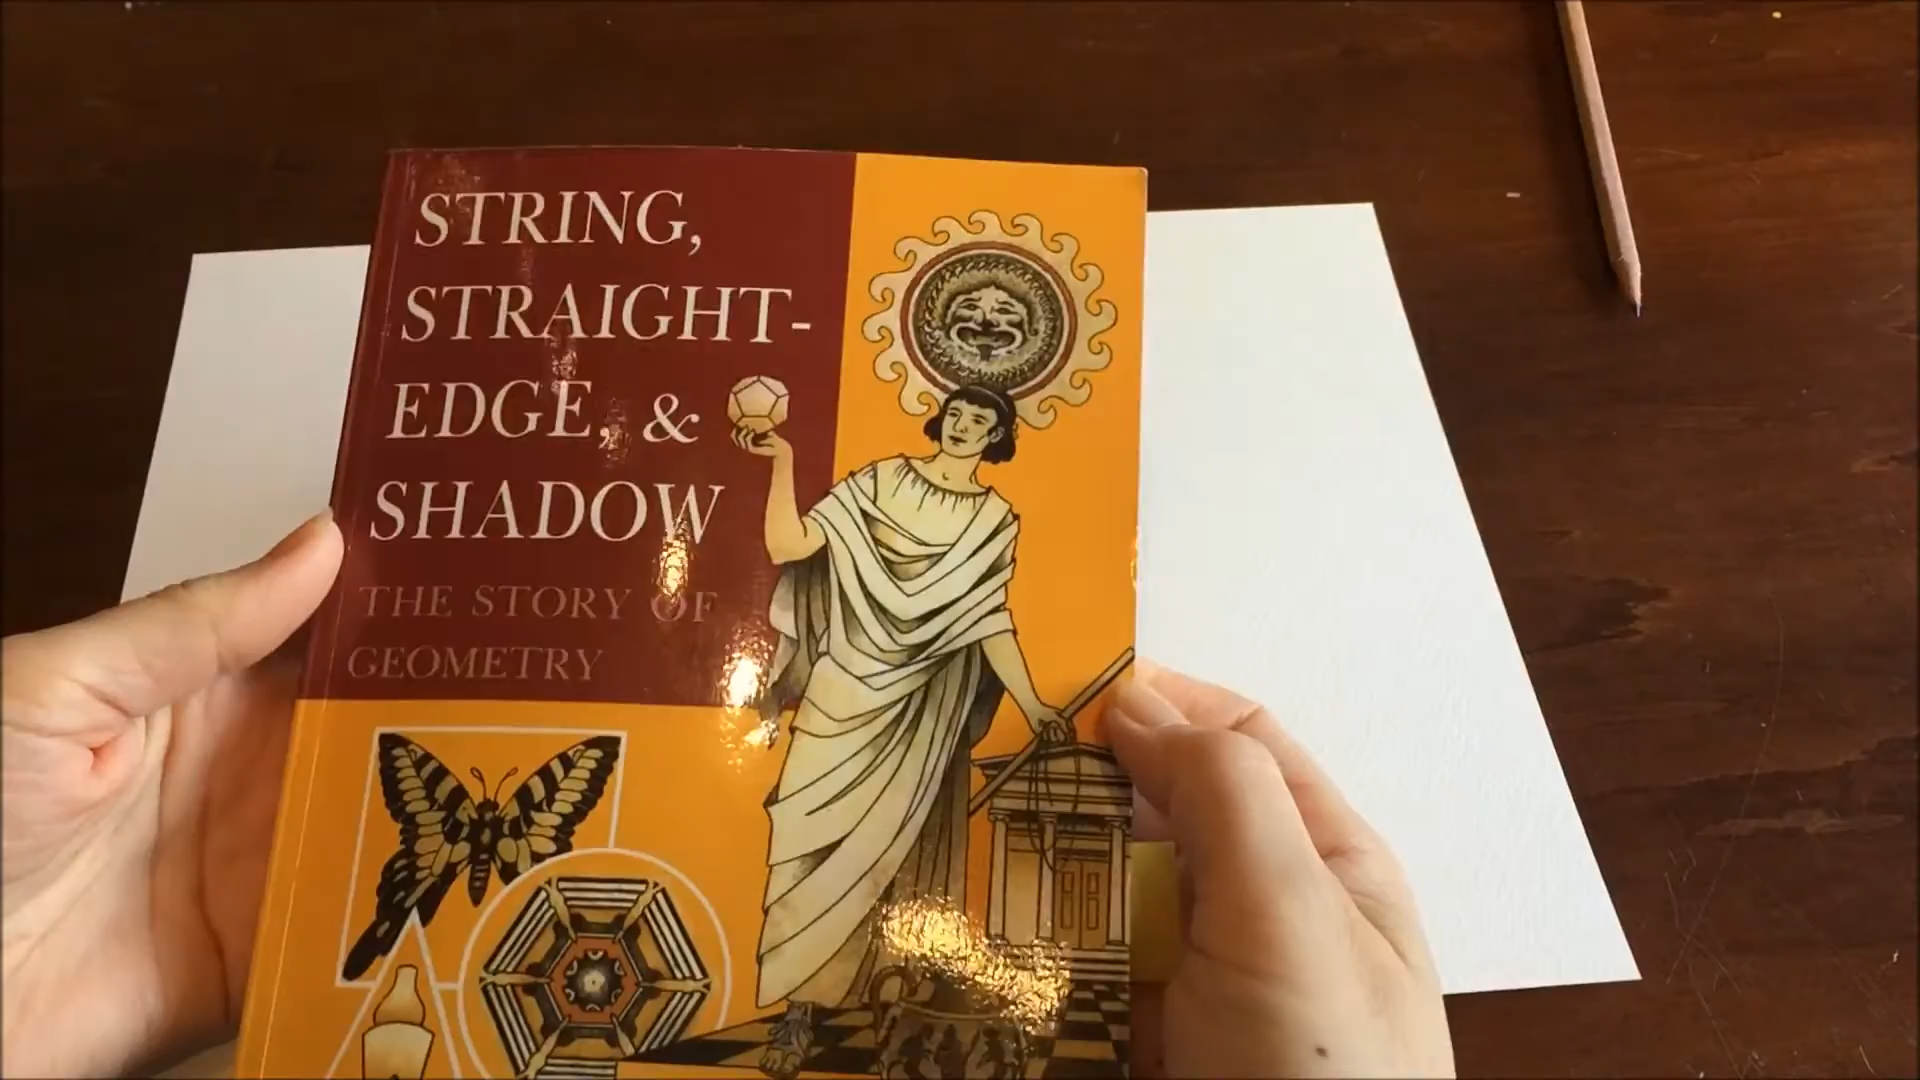 STRING,
STRAIGHT-
EDGE, &
SHADOW
THE STORY OF
GEOMETRY